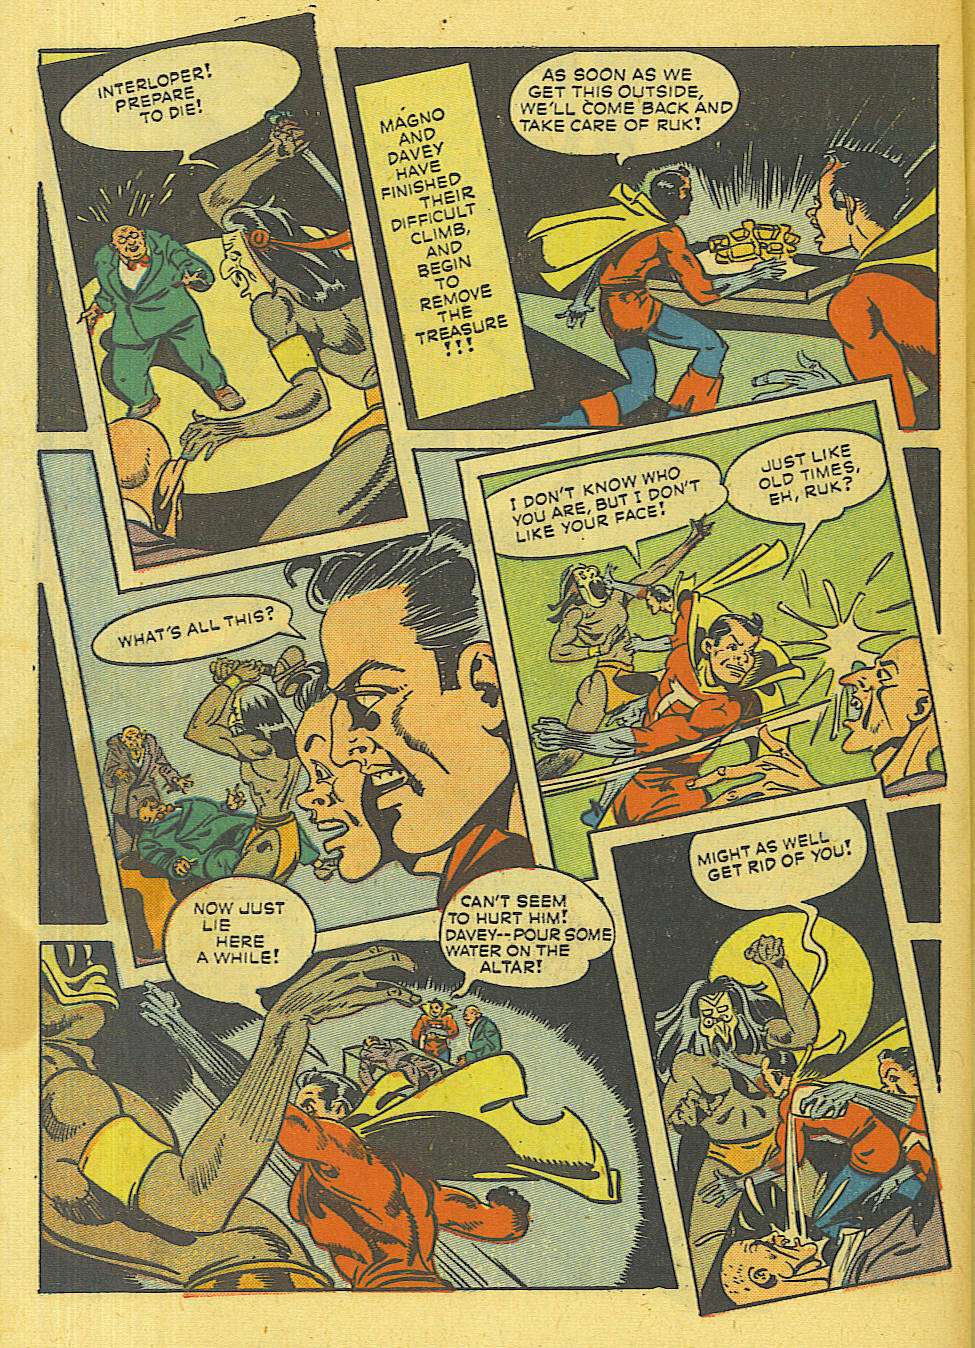 INTERLOPER!
PREPARE
TO DIE!
MAGNO
AND
DAVEY
HAVE
FINISHED
THEIR
DIFFICULT
CLIMB,
AND
BEGIN
TO
REMOVE
THE
TREASURE
!!!
AS SOON AS WE
GET THIS OUTSIDE,
WE'LL COME BACK AND
TAKE CARE OF RUK!
WHAT'S ALL THIS?
I DON'T KNOW WHO
YOU ARE, BUT I DON'T
LIKE YOUR FACE!
JUST LIKE
OLD TIMES,
EH, RUK?
NOW JUST
LIE
HERE
A WHILE!
CAN'T SEEM
TO HURT HIM!
DAVEY--POUR SOME
WATER ON THE
ALTAR!
MIGHT AS WELL
GET RID OF YOU!